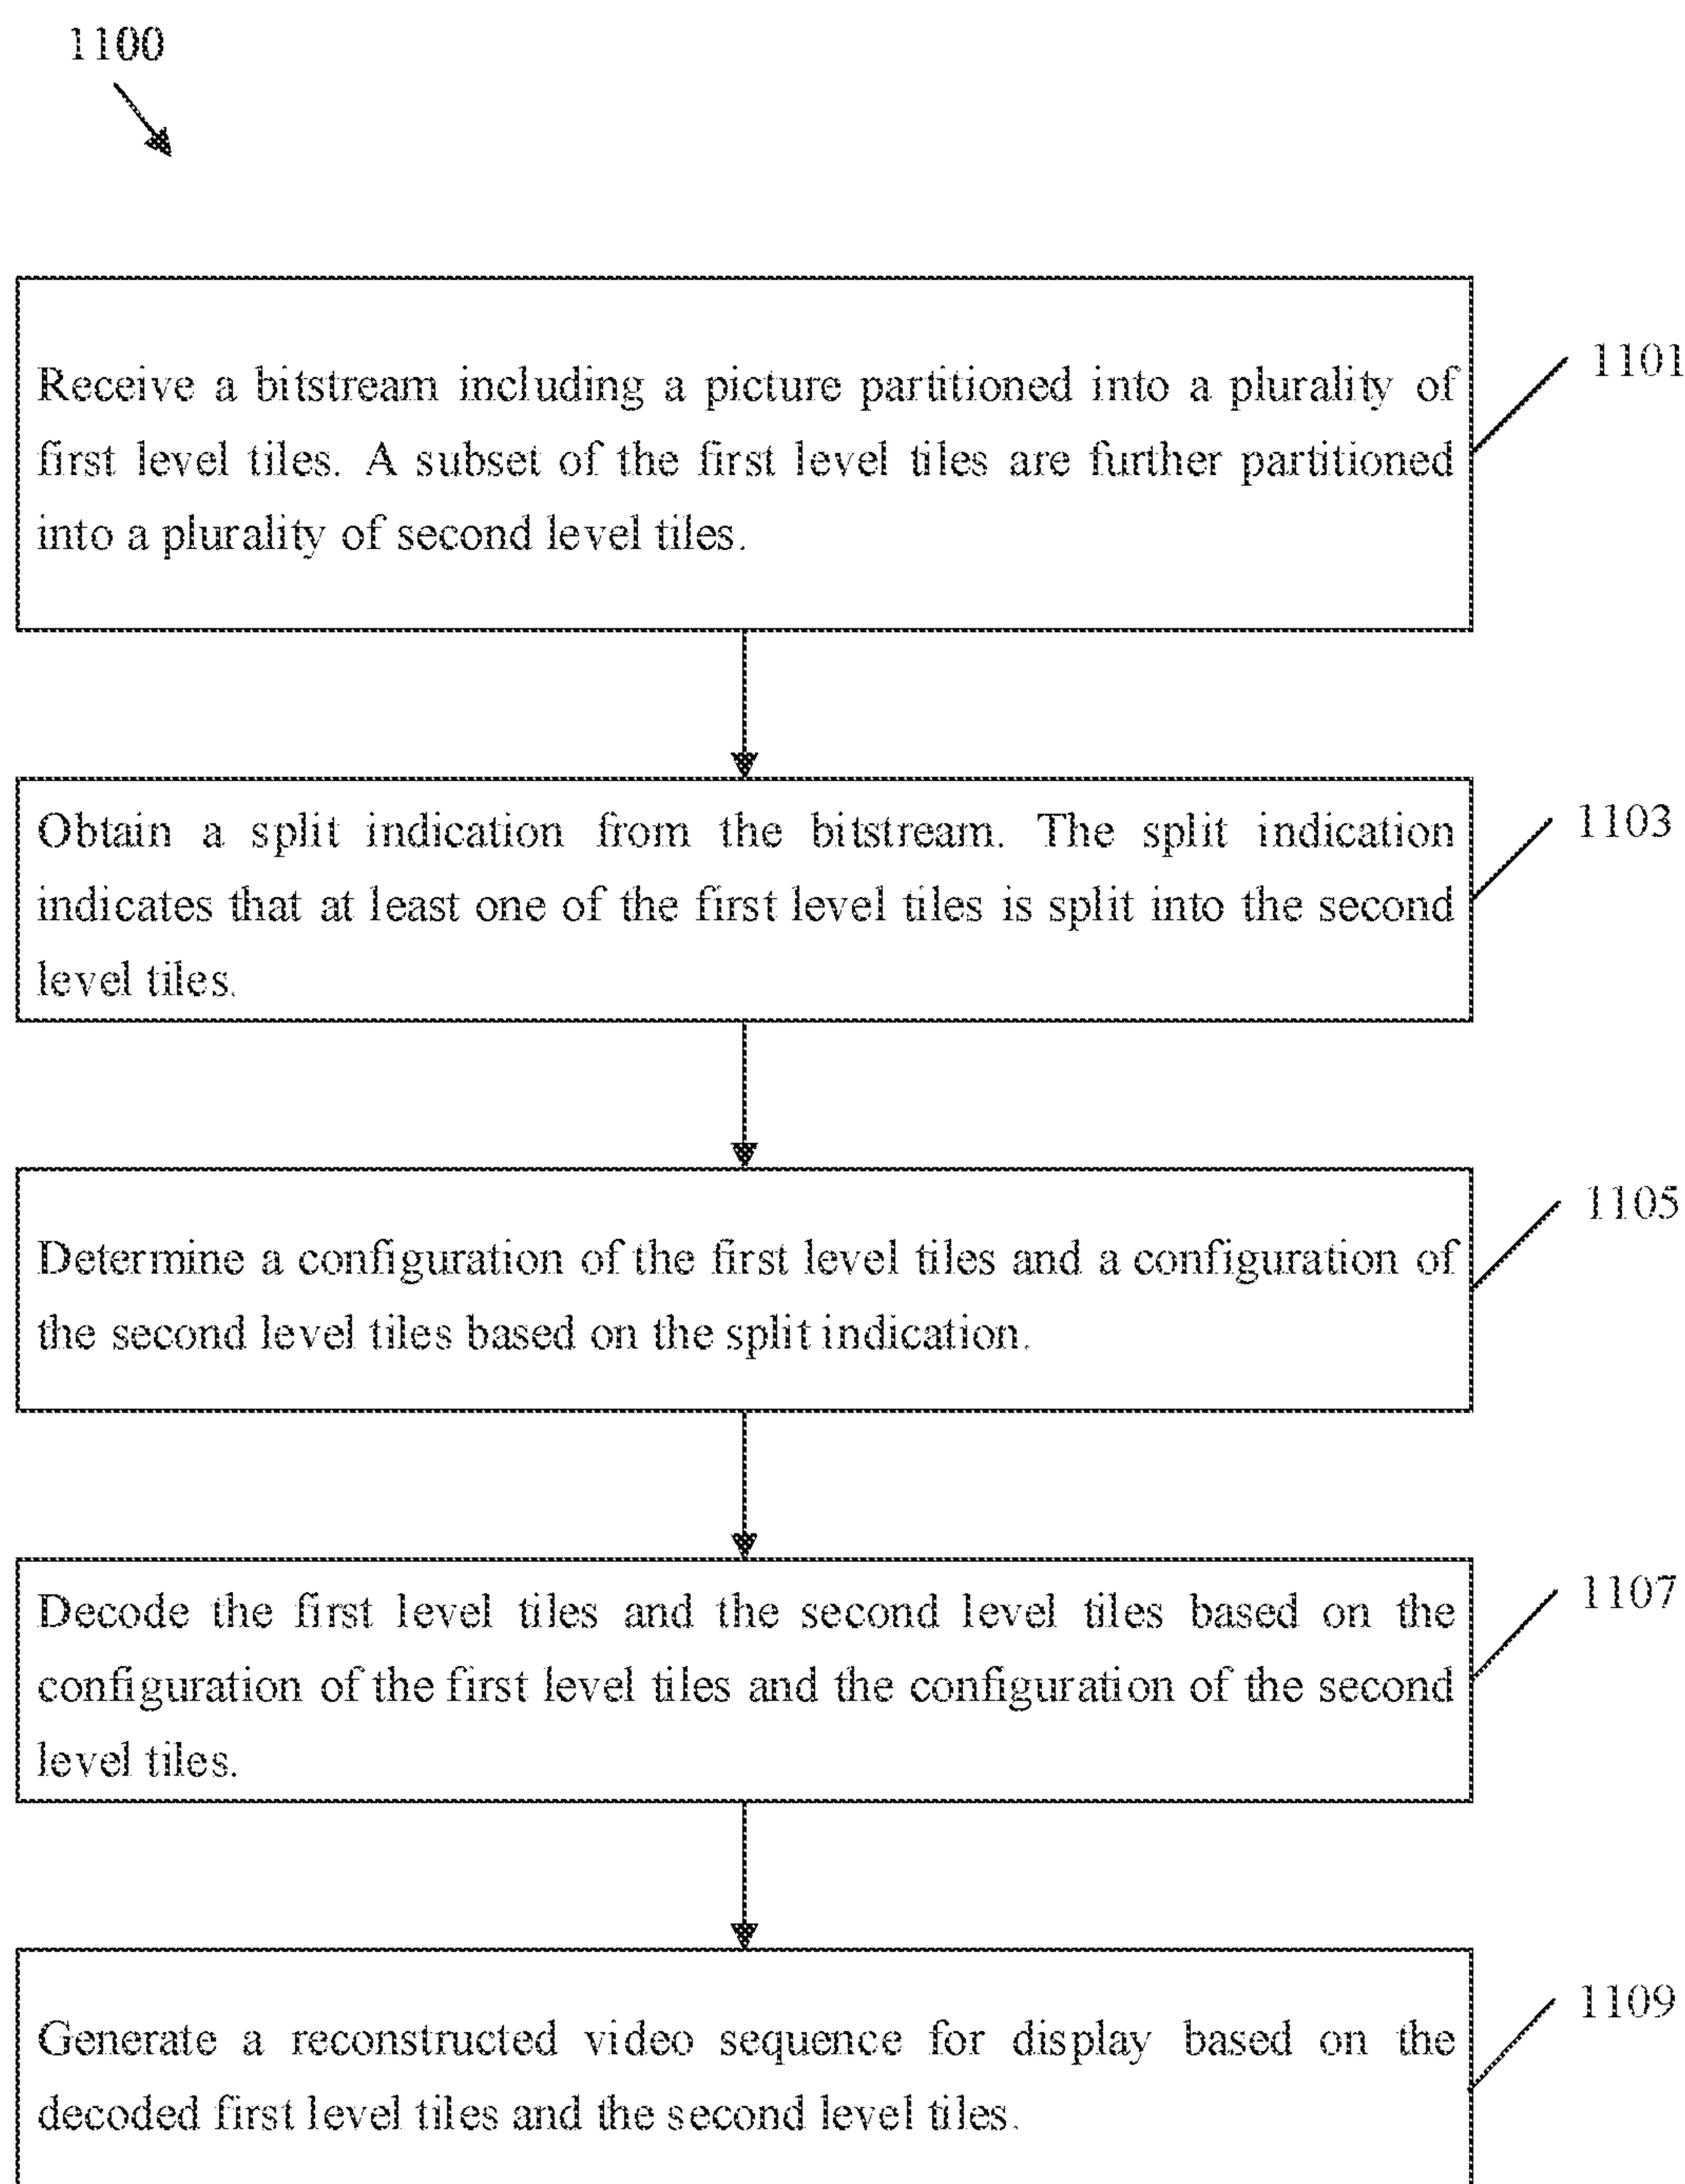 1100
Receive a bitstream including a picture partitioned into a plurality of
1101
first level tiles. A subset of the first level tiles are further partitioned
into a plurality of second level tiles.
Obtain a split indication from the bitstream. The split indication
1103
indicates that at least one of the first level tiles is split into the second
level tiles.
Determine a configuration of the first level tiles and a configuration of
1105
the second level tiles based on the split indication.
Decode the first level tiles and the second level tiles based on the
1107
configuration of the first level tiles and the configuration of the second
level tiles.
Generate a reconstructed video sequence for display based on the
1109
decoded first level tiles and the second level tiles.